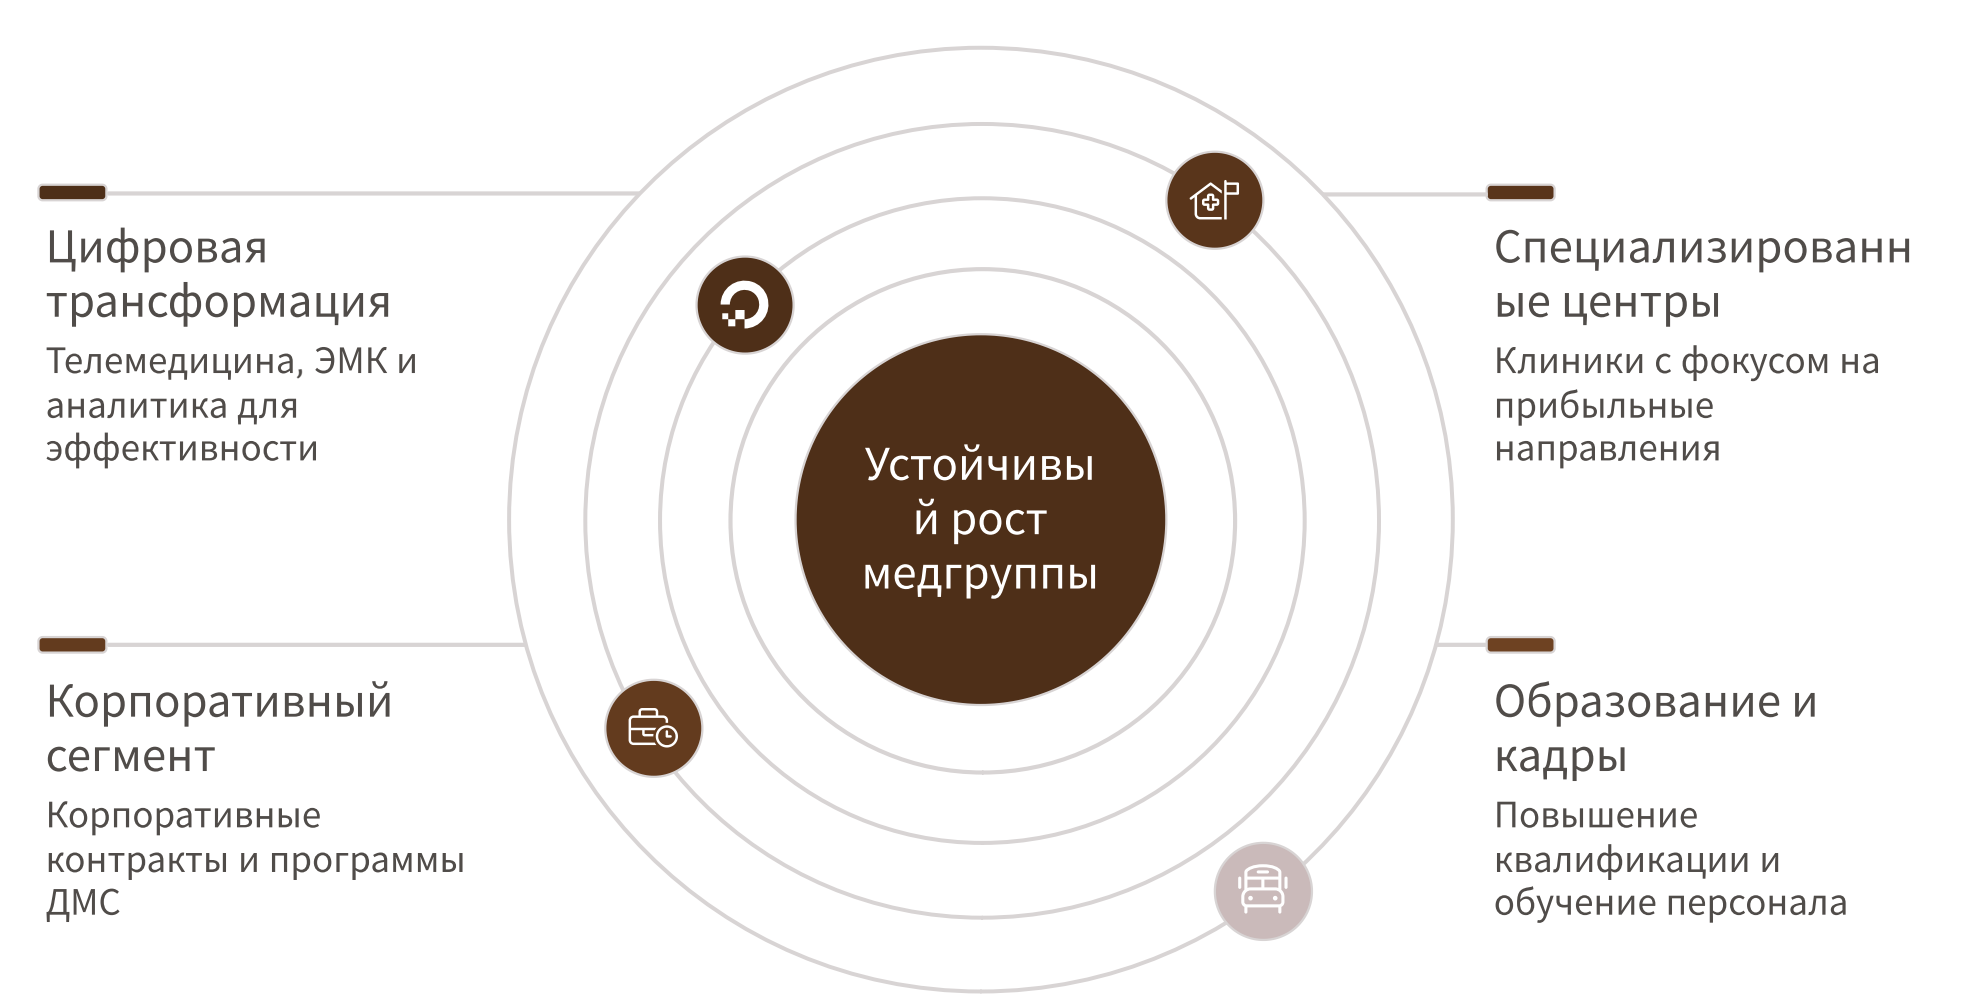 Цифровая
трансформация
Телемедицина, ЭМК и
аналитика для
эффективности
Корпоративный
сегмент
Корпоративные
контракты и программы
ДМС
Устойчивы
й рост
медгруппы
Специализированн
ые центры
Клиники с фокусом на
прибыльные
направления
Образование и
кадры
Повышение
квалификации и
обучение персонала